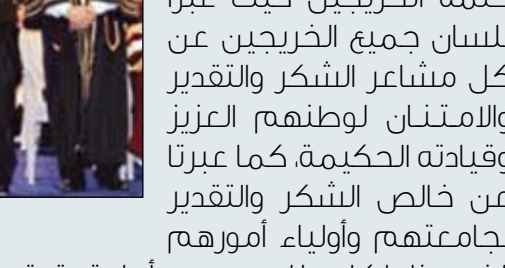 كلمة الخريجين حيث عبرا
بلسان جميع الخريجين عن
كل مشاعر الشكر والتقدير
والامتنان لوطنهم العزيز
وقيادته الحكيمة، كما عبرتا
عن خالص الشكر والتقدير
لجامعتهم وأولياء أمورهم